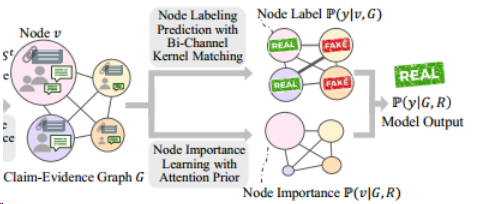 Node v
Node Labeling
Prediction with
Bi-Channel
Kernel Matching
Node Label ℙ(y|v, G)
REAL
FAKE
REAL
FAKE
REAL
ℙ(y|G, R)
Model Output
Node Importance
Learning with
Attention Prior
Claim-Evidence Graph G
Node Importance ℙ(v|G, R)